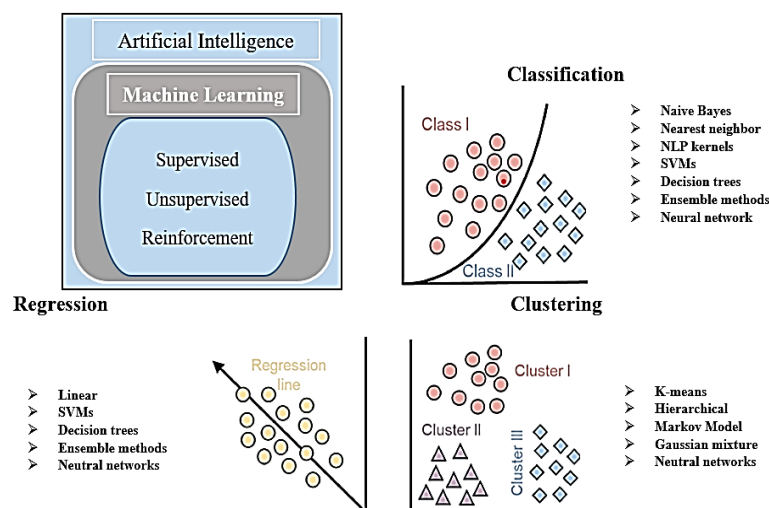 Artificial Intelligence
Machine Learning
Supervised
Unsupervised
Reinforcement
Classification
Class I
Class II
Naive Bayes
Nearest neighbor
NLP kernels
SVMs
Decision trees
Ensemble methods
Neural network
Regression
Linear
SVMs
Decision trees
Ensemble methods
Neutral networks
Regression
line
Clustering
Cluster I
Cluster II
Cluster III
K-means
Hierarchical
Markov Model
Gaussian mixture
Neutral networks